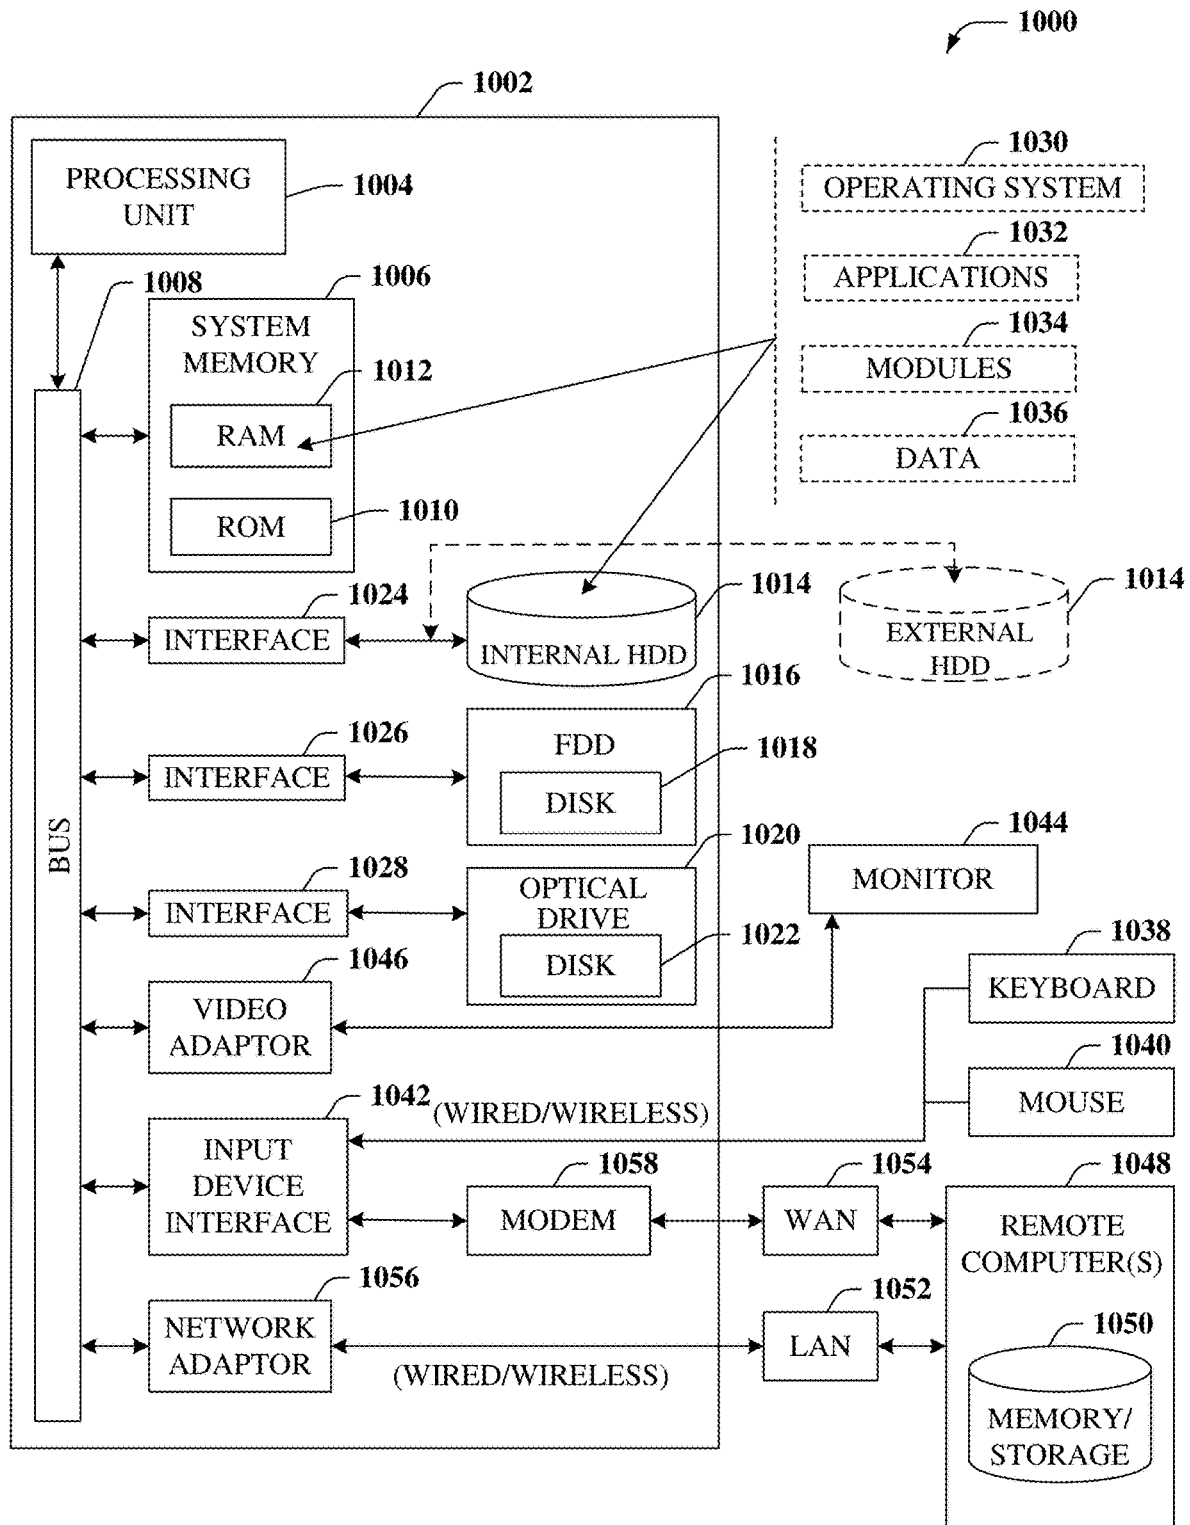 1000
1002
PROCESSING
UNIT
1004
1030
OPERATING SYSTEM
1032
APPLICATIONS
1034
MODULES
1036
DATA
1008
1006
SYSTEM
MEMORY
1012
RAM
1010
ROM
1024
INTERFACE
1014
INTERNAL HDD
1014
EXTERNAL
HDD
1026
INTERFACE
1016
FDD
1018
DISK
BUS
1028
INTERFACE
1020
OPTICAL
DRIVE
1022
DISK
1044
MONITOR
1046
VIDEO
ADAPTOR
1038
KEYBOARD
1040
MOUSE
1042
(WIRED/WIRELESS)
INPUT
DEVICE
INTERFACE
1058
MODEM
1054
WAN
1048
REMOTE
COMPUTER(S)
1056
NETWORK
ADAPTOR
(WIRED/WIRELESS)
1052
LAN
1050
MEMORY/
STORAGE